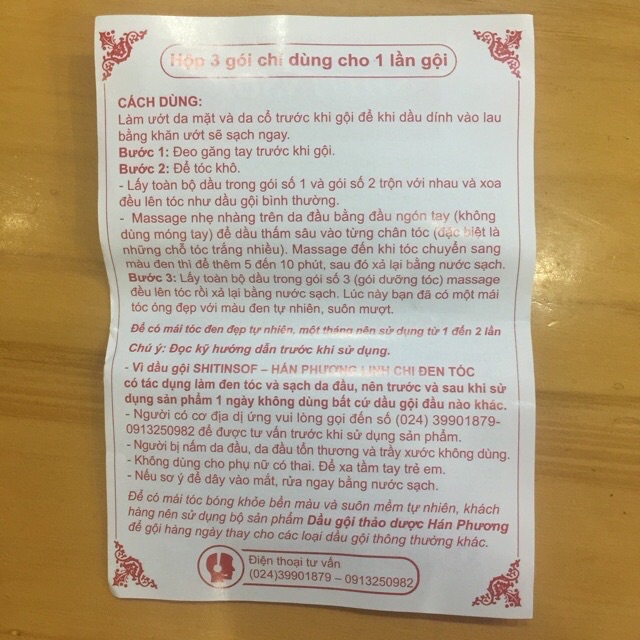 Hộp 3 gói chỉ dùng cho 1 lần gội
CÁCH DÙNG:
Làm ướt da mặt và da cổ trước khi gội để khi dầu dính vào lau
bằng khăn ướt sẽ sạch ngay.
Bước 1: Đeo găng tay trước khi gội.
Bước 2: Để tóc khô.
- Lấy toàn bộ dầu trong gói số 1 và gói số 2 trộn với nhau và xoa
đều lên tóc như dầu gội bình thường.
- Massage nhẹ nhàng trên da đầu bằng đầu ngón tay (không
dùng móng tay) để dầu thấm sâu vào từng chân tóc (đặc biệt là
những chỗ tóc trắng nhiều). Massage đến khi tóc chuyển sang
màu đen thì để thêm 5 đến 10 phút, sau đó xả lại bằng nước sạch.
Bước 3: Lấy toàn bộ dầu trong gói số 3 (gói dưỡng tóc) massage
đều lên tóc rồi xả lại bằng nước sạch. Lúc này bạn đã có một mái
tóc óng đẹp với màu đen tự nhiên, suôn mượt.
Để có mái tóc đen đẹp tự nhiên, một tháng nên sử dụng từ 1 đến 2 lần
Chú ý: Đọc kỹ hướng dẫn trước khi sử dụng.
- Vì dầu gội SHITINSOF – HÁN PHƯƠNG LINH CHI ĐEN TÓC
có tác dụng làm đen tóc và sạch da đầu, nên trước và sau khi sử
dụng sản phẩm 1 ngày không dùng bất cứ dầu gội đầu nào khác.
- Người có cơ địa dị ứng vui lòng gọi đến số (024) 39901879-
0913250982 để được tư vấn trước khi sử dụng sản phẩm.
- Người bị nấm da đầu, da đầu tổn thương và trầy xước không dùng.
- Không dùng cho phụ nữ có thai. Để xa tầm tay trẻ em.
- Nếu sơ ý để dây vào mắt, rửa ngay bằng nước sạch.
Để có mái tóc bóng khỏe bền màu và suôn mềm tự nhiên, khách
hàng nên sử dụng bộ sản phẩm Dầu gội thảo dược Hán Phương
để gội hàng ngày thay cho các loại dầu gội thông thường khác.
Điện thoại tư vấn
(024)39901879 – 0913250982